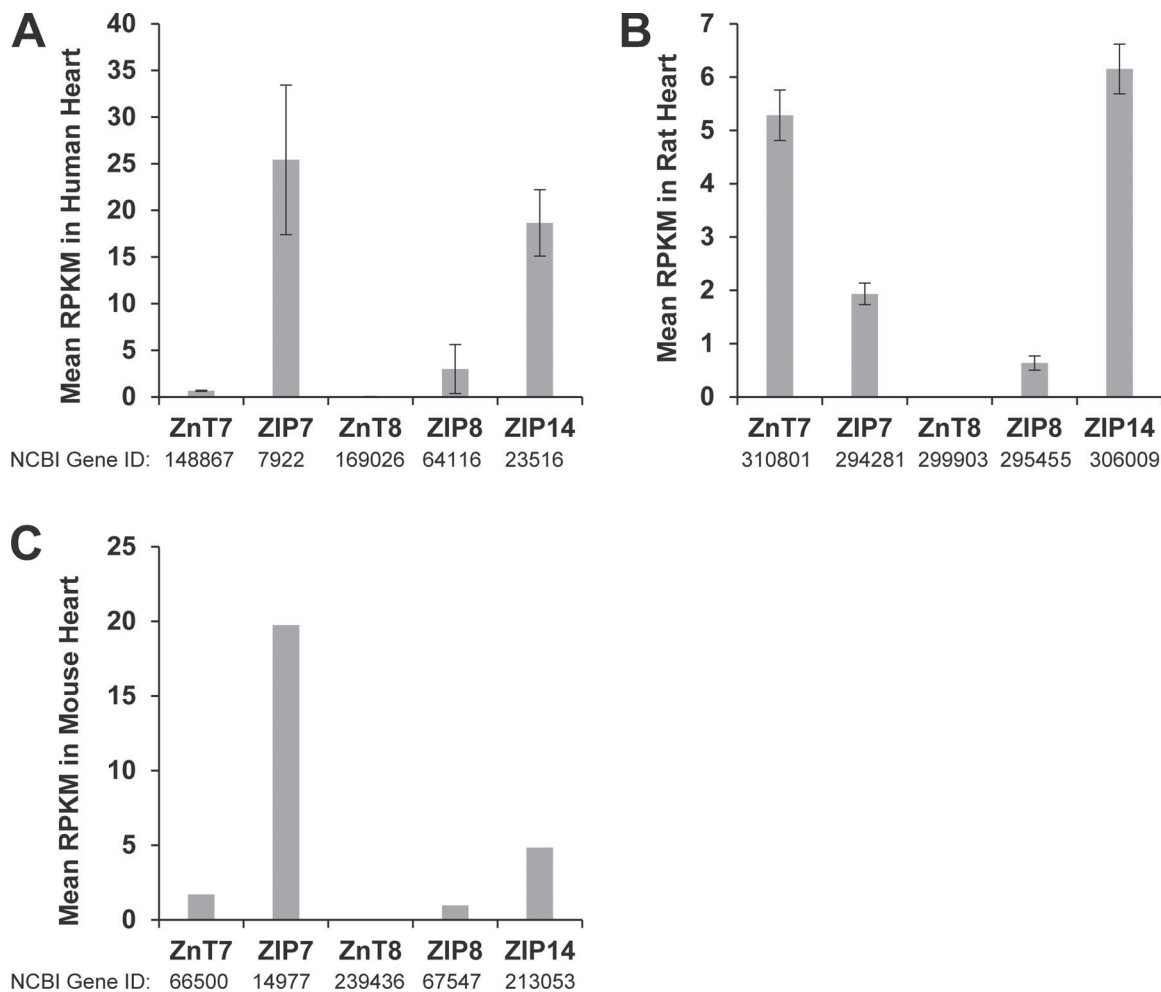 A
Mean RPKM in Human Heart
40
35
30
25
20
15
10
5
0
ZnT7 ZIP7 ZnT8 ZIP8 ZIP14
NCBI Gene ID: 148867 7922 169026 64116 23516
B
Mean RPKM in Rat Heart
7
6
5
4
3
2
1
0
ZnT7 ZIP7 ZnT8 ZIP8 ZIP14
310801 294281 299903 295455 306009
C
Mean RPKM in Mouse Heart
25
20
15
10
5
0
ZnT7 ZIP7 ZnT8 ZIP8 ZIP14
NCBI Gene ID: 66500 14977 239436 67547 213053